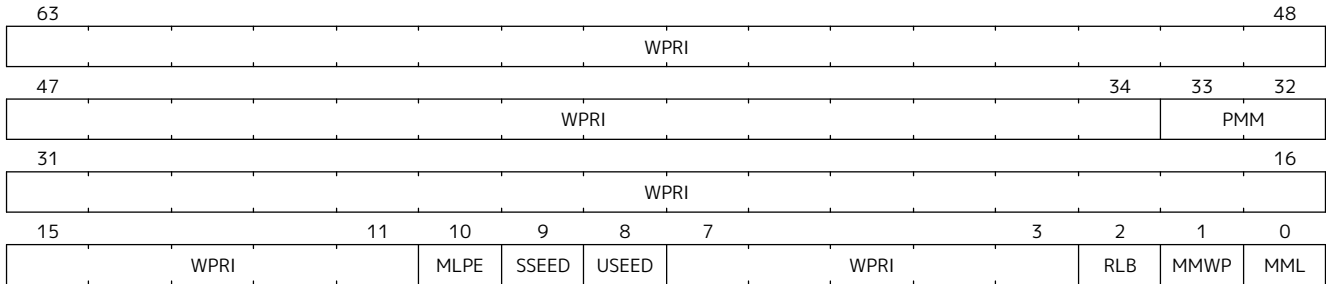 63 48
WPRI
47 34 33 32
WPRI PMM
31 16
WPRI
15 11 10 9 8 7 3 2 1 0
WPRI MLPE SSEED USEED WPRI RLB MMWP MML